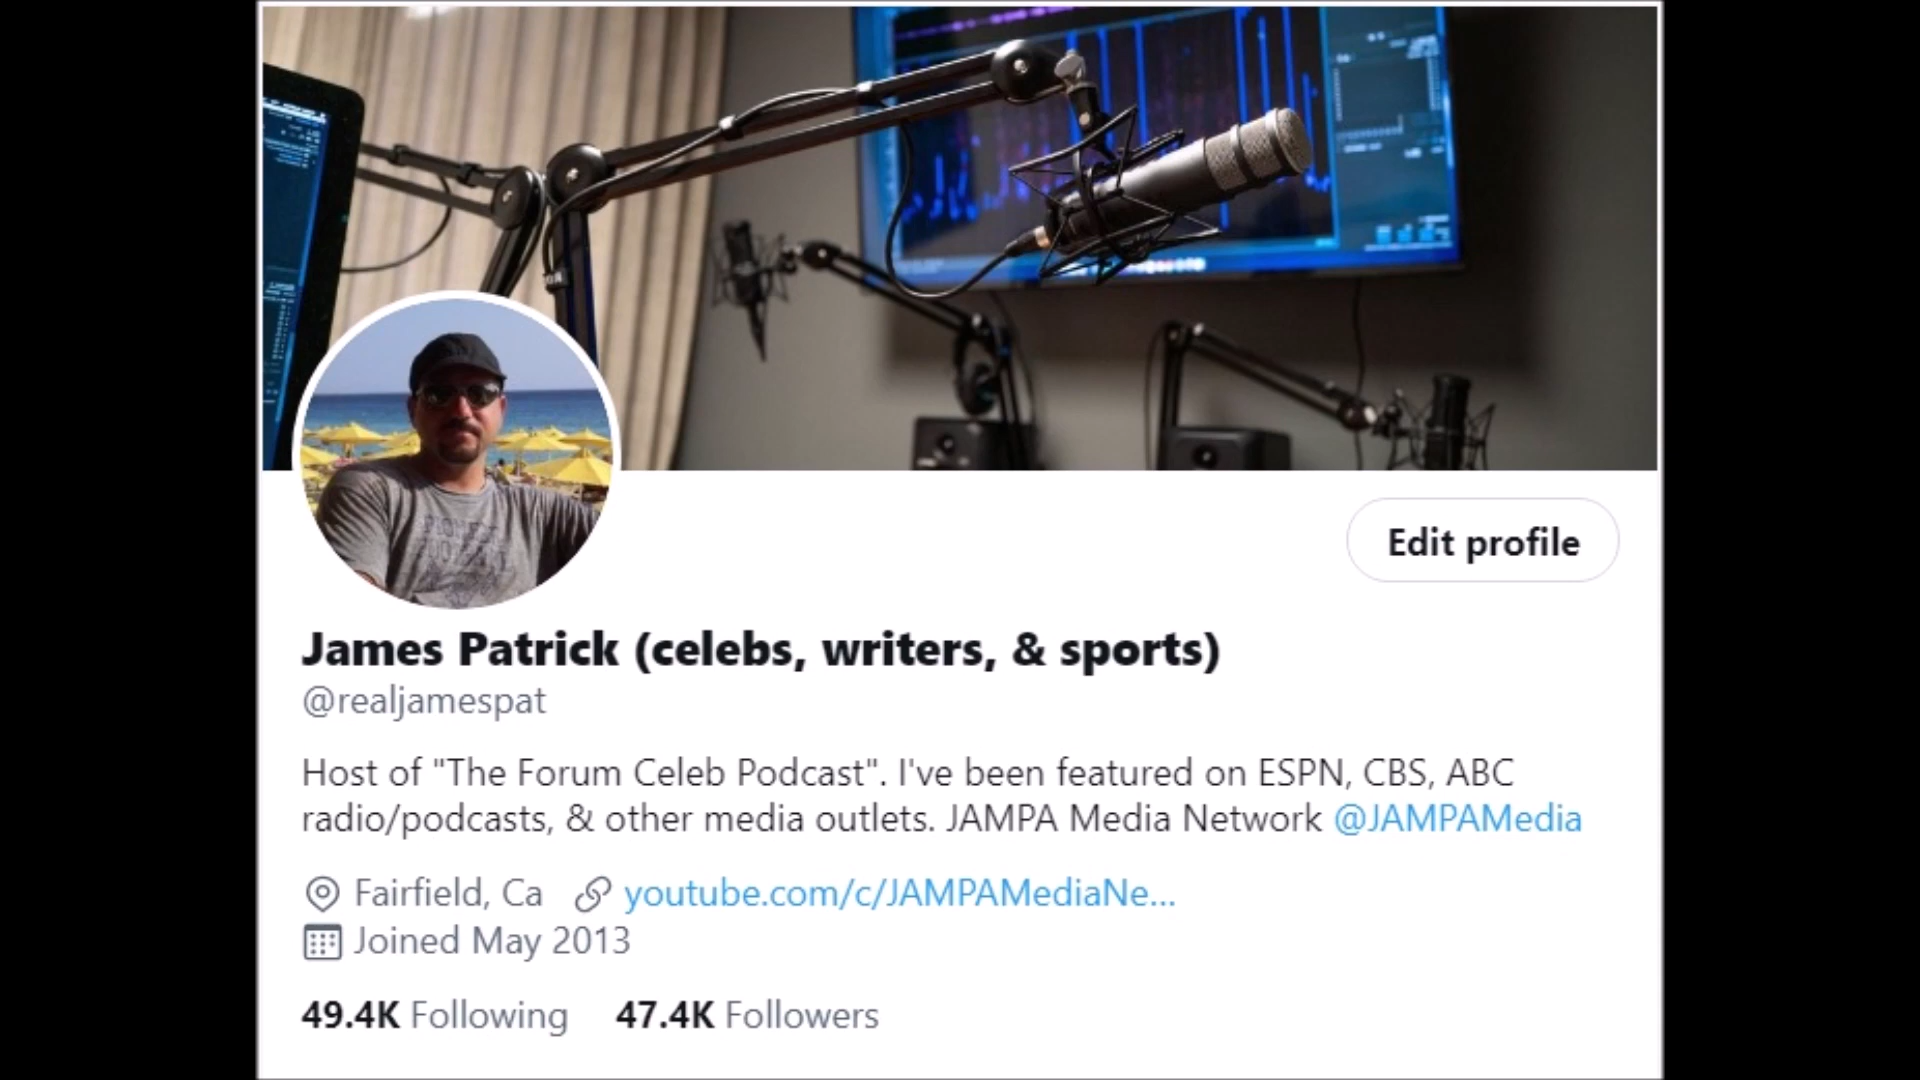 Edit profile
James Patrick (celebs, writers, & sports)
@realjamespat
Host of "The Forum Celeb Podcast". I've been featured on ESPN, CBS, ABC
radio/podcasts, & other media outlets. JAMPA Media Network @JAMPAMedia
Fairfield, Ca youtube.com/c/JAMPAMediaNe...
Joined May 2013
49.4K Following 47.4K Followers